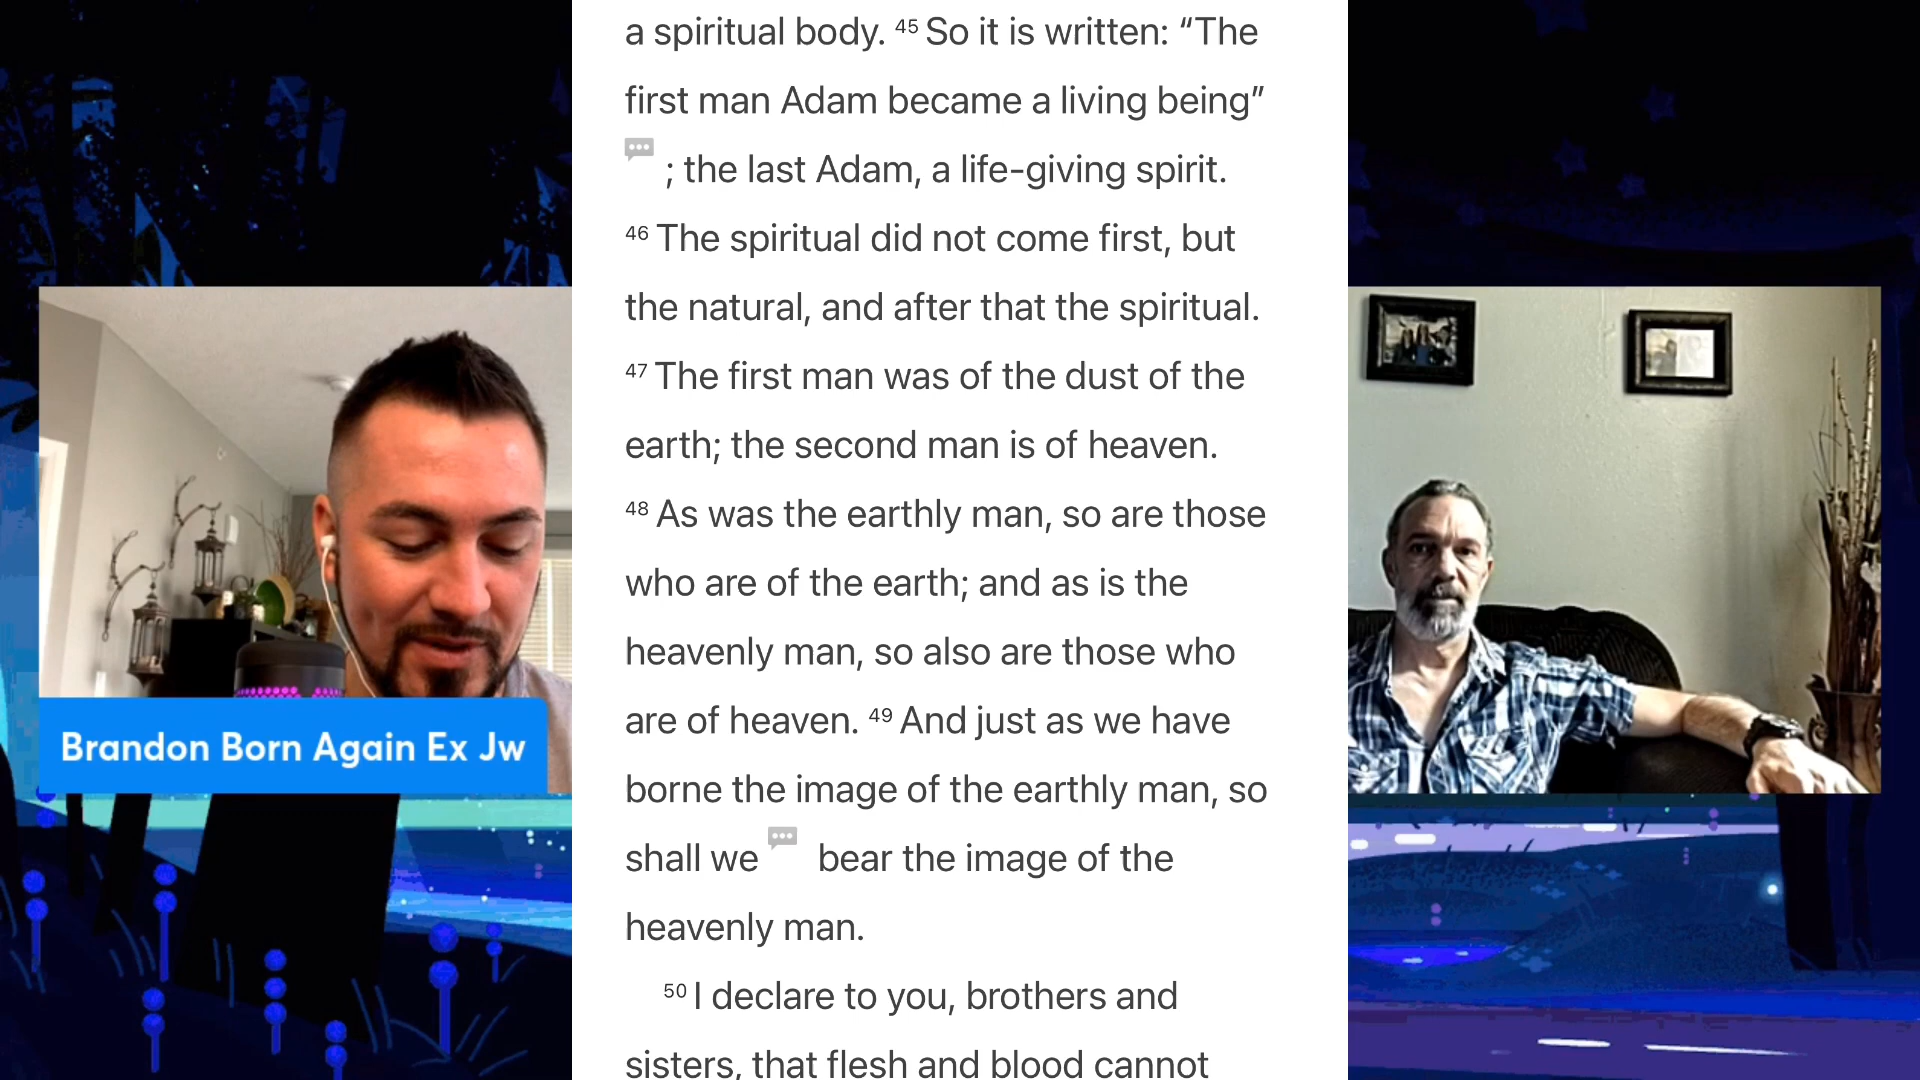 a spiritual body. 45 So it is written: “The
first man Adam became a living being”
; the last Adam, a life-giving spirit.
46 The spiritual did not come first, but
the natural, and after that the spiritual.
47 The first man was of the dust of the
earth; the second man is of heaven.
48 As was the earthly man, so are those
who are of the earth; and as is the
heavenly man, so also are those who
are of heaven. 49 And just as we have
borne the image of the earthly man, so
shall we bear the image of the
heavenly man.
50 I declare to you, brothers and
sisters, that flesh and blood cannot
Brandon Born Again Ex Jw